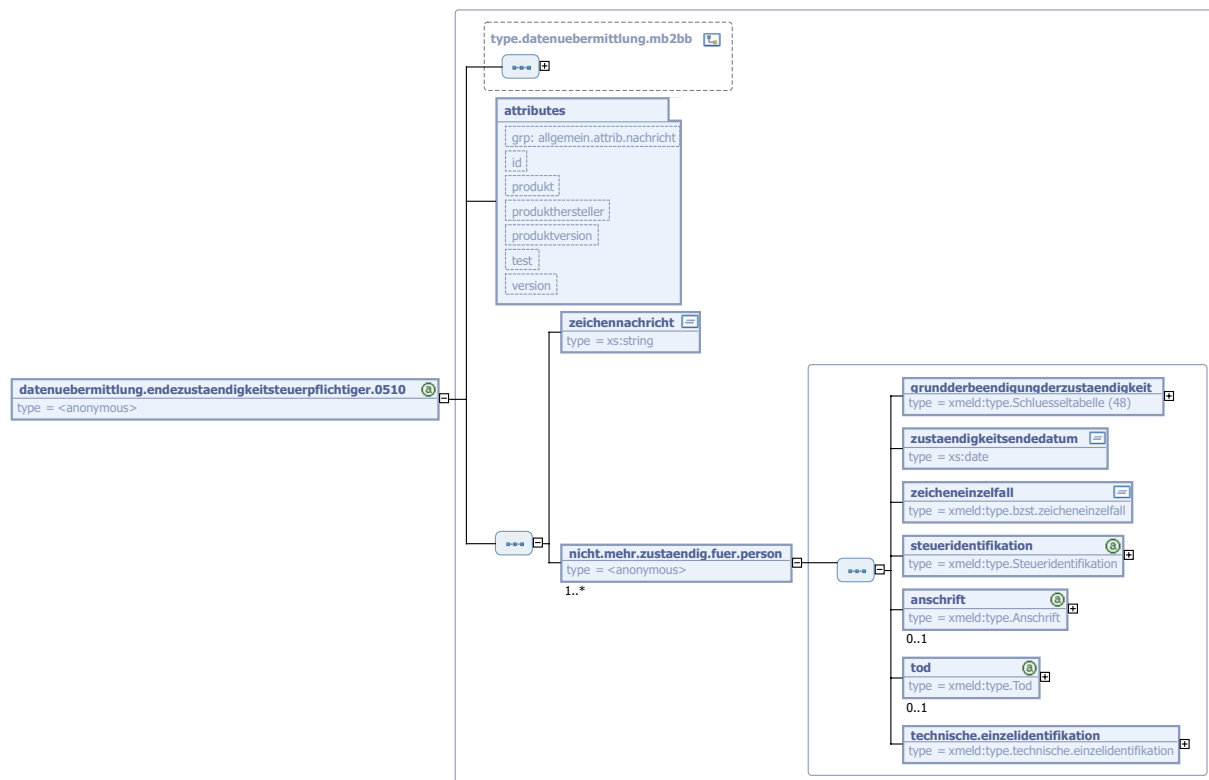 type.datenuebermittlung.mb2bb
attributes
grp: allgemein.attrib.nachricht
id
produkt
produkthersteller
produktversion
test
version
zeichennachricht
type = xs:string
datenuebermittlung.endezustaendigkeitsteuerpflichtiger.0510
a
type = <anonymous>
nicht.mehr.zustaendig.fuer.person
type = <anonymous>
1..*
grundderbeendigungderzustaendigkeit
type = xmeld:type.Schluesseltabelle (48)
zustaendigkeitsendedatum
type = xs:date
zeicheneinzelfall
type = xmeld:type.bzst.zeicheneinzelfall
steueridentifikation
a
type = xmeld:type.Steueridentifikation
anschrift
a
type = xmeld:type.Anschrift
0..1
tod
a
type = xmeld:type.Tod
0..1
technische.einzelidentifikation
type = xmeld:type.technische.einzelidentifikation